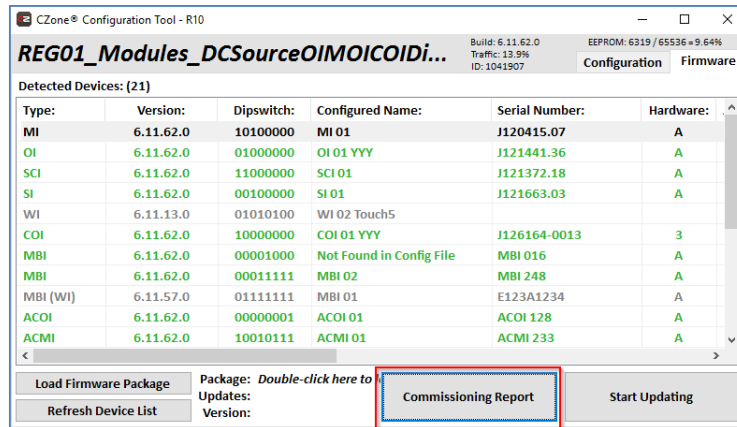 CZone® Configuration Tool - R10
REG01_Modules_DCSourceOIMOICOIDi...
Build: 6.11.62.0
Traffic: 13.9%
ID: 1041907
EEPROM: 6319 / 65536 = 9.64%
Configuration Firmware
Detected Devices: (21)
Type: Version: Dipswitch: Configured Name: Serial Number: Hardware:
MI 6.11.62.0 10100000 MI 01 J120415.07 A
OI 6.11.62.0 01000000 OI 01 YYY J121441.36 A
SCI 6.11.62.0 11000000 SCI 01 J121372.18 A
SI 6.11.62.0 00100000 SI 01 J121663.03 A
WI 6.11.13.0 01010100 WI 02 Touch5
COI 6.11.62.0 10000000 COI 01 YYY J126164-0013 3
MBI 6.11.62.0 00001000 Not Found in Config File MBI 016 A
MBI 6.11.62.0 00011111 MBI 02 MBI 248 A
MBI (WI) 6.11.57.0 01111111 MBI 01 E123A1234 A
ACOI 6.11.62.0 00000001 ACOI 01 ACOI 128 A
ACMI 6.11.62.0 10010111 ACMI 01 ACMI 233 A
Load Firmware Package
Refresh Device List
Package: Double-click here to
Updates:
Version:
Commissioning Report
Start Updating